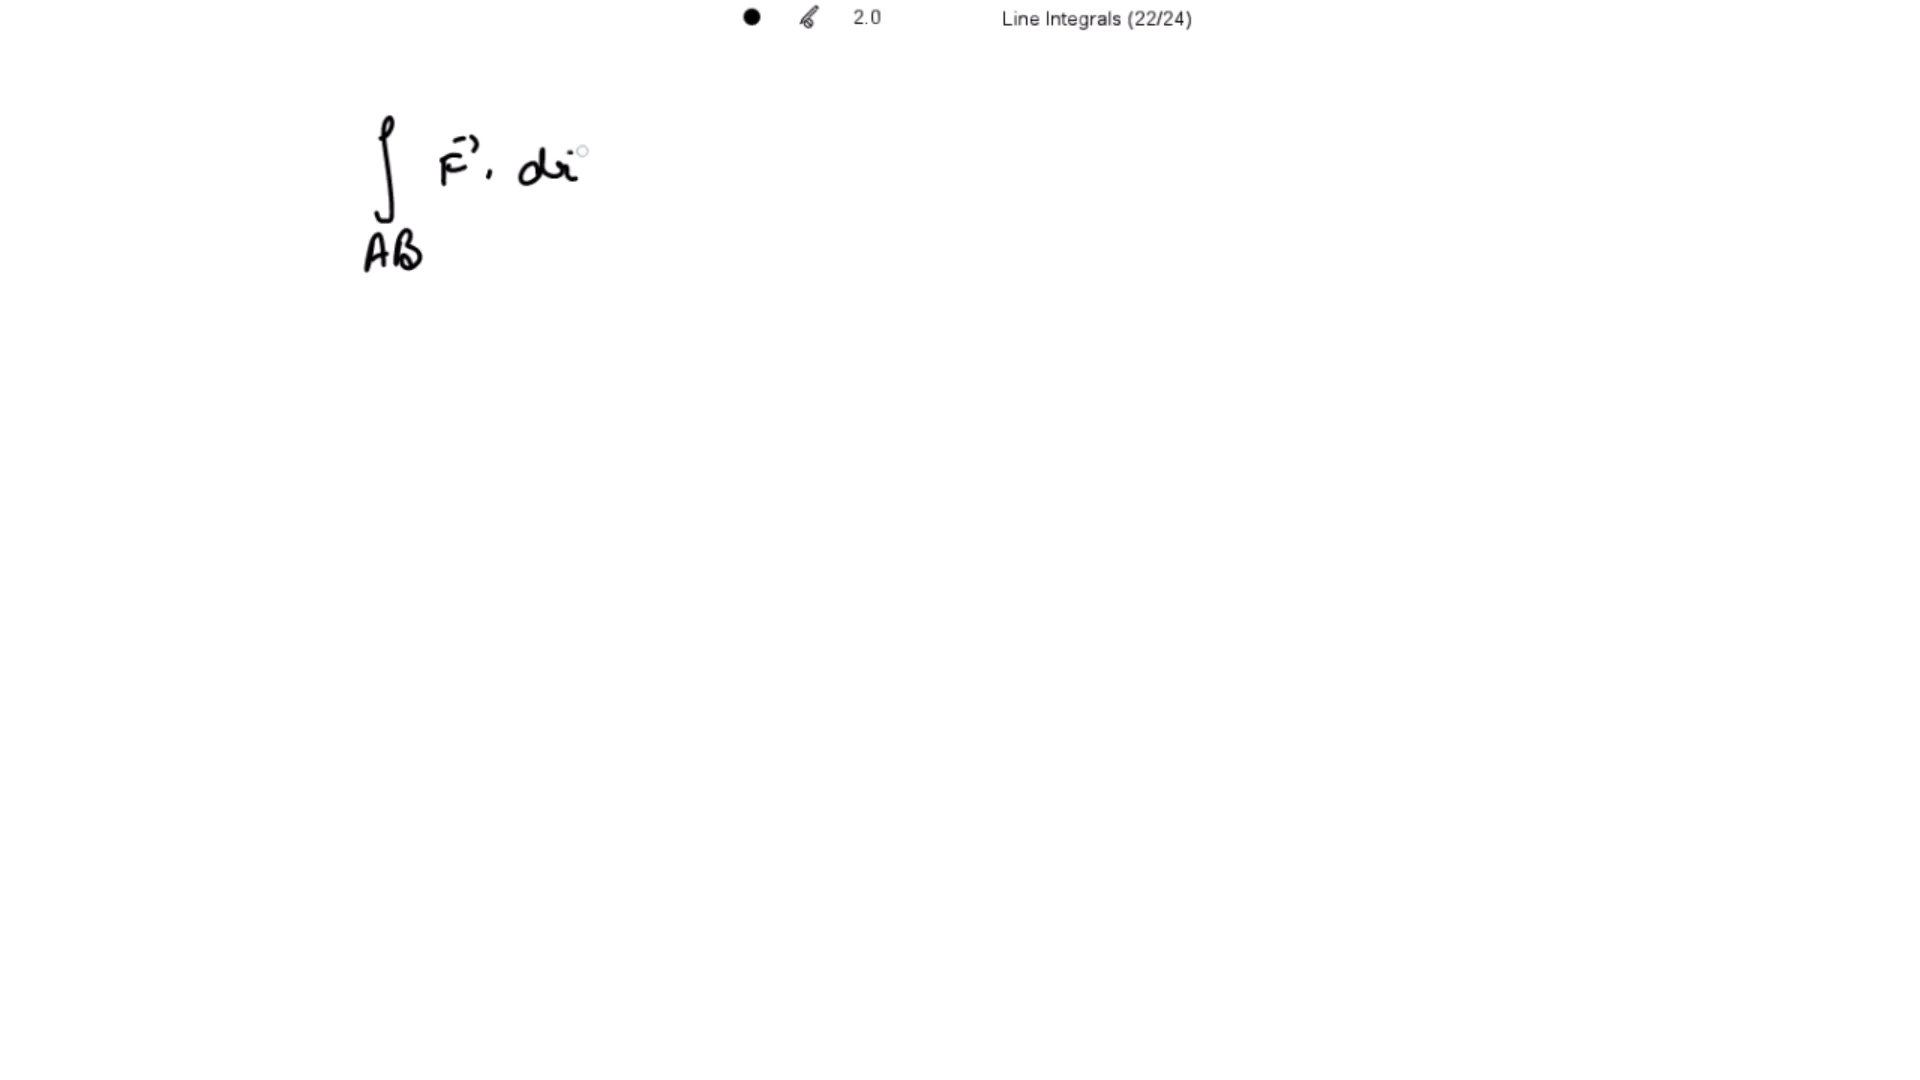 2.0 Line Integrals (22/24)
∫ F⃗ . dr
AB